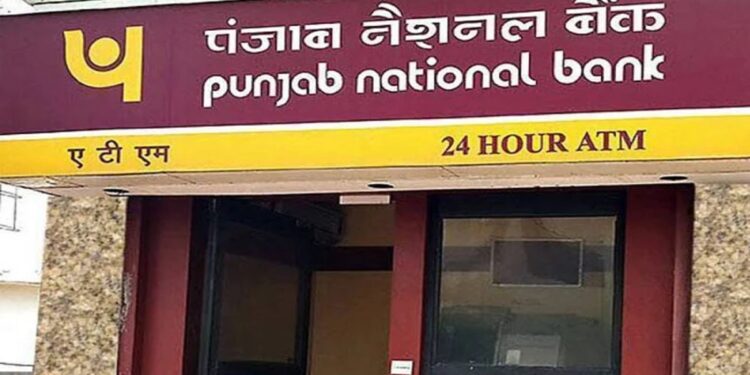 पंजाब नैशनल बैंक
punjab national bank
ए टी एम 24 HOUR ATM